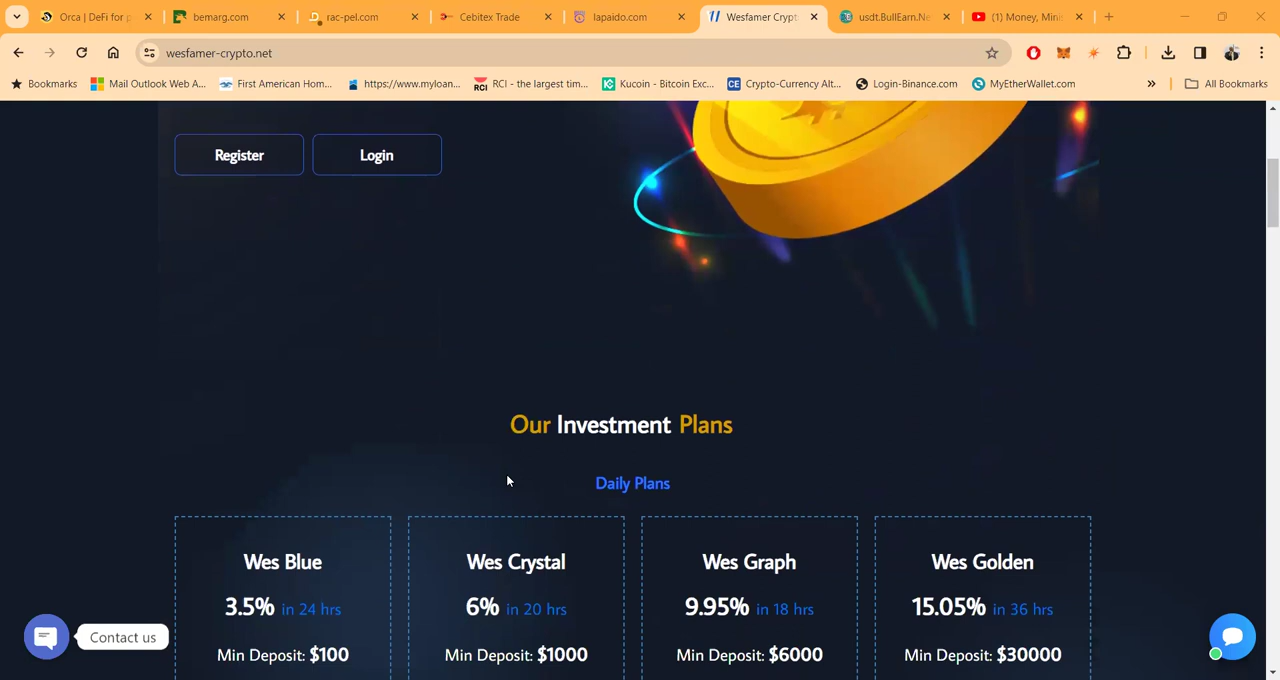 Orca | DeFi for p
bemarg.com
rac-pel.com
Cebitex Trade
lapaido.com
Wesfamer Crypt
usdt.BullEarn.Ne
(1) Money, Miri
wesfamer-crypto.net
Bookmarks
Mail Outlook Web A...
First American Hom...
https://www.myloan...
RCI RCI - the largest tim...
Kucoin - Bitcoin Exc...
CE Crypto-Currency Alt...
Login-Binance.com
MyEtherWallet.com
» All Bookmarks
Register
Login
Our Investment Plans
Daily Plans
Wes Blue
3.5% in 24 hrs
Min Deposit: $100
Wes Crystal
6% in 20 hrs
Min Deposit: $1000
Wes Graph
9.95% in 18 hrs
Min Deposit: $6000
Wes Golden
15.05% in 36 hrs
Min Deposit: $30000
Contact us